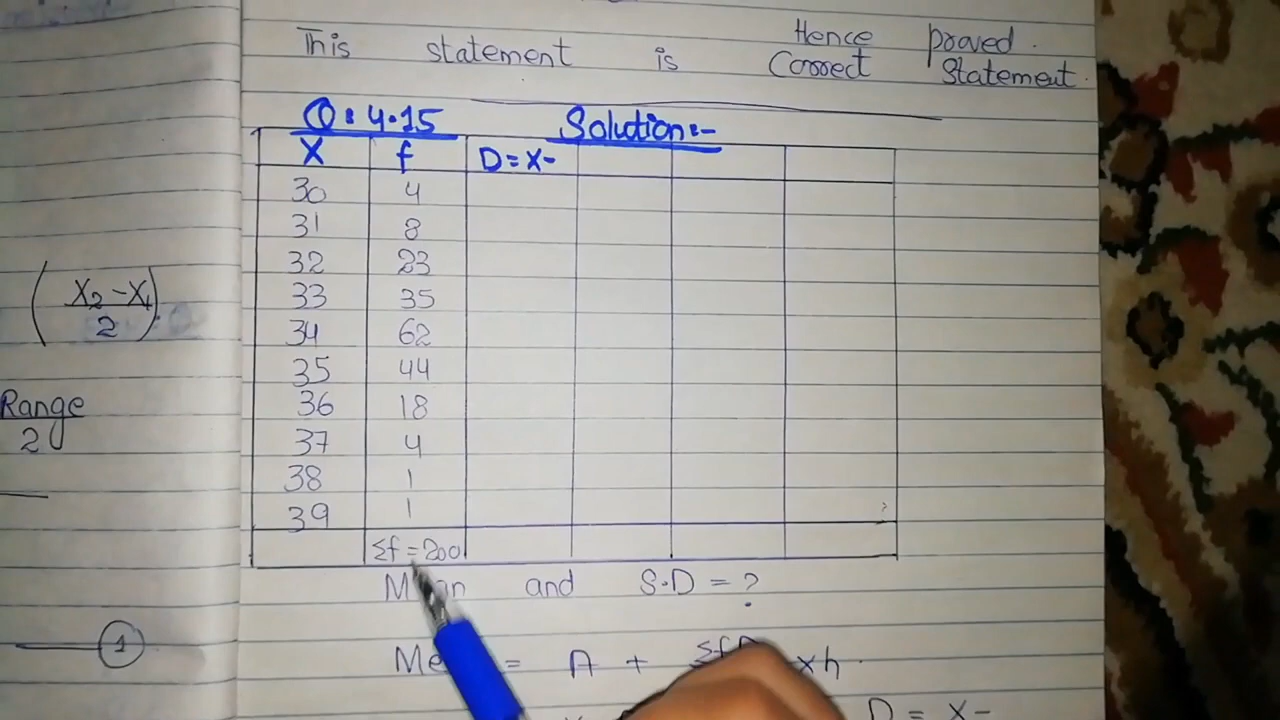 Hence proved.
This statement is Correct Statement.
Q: 4.15 Solution:-
X f D=X-
30 4
31 8
32 23
33 35
34 62
35 44
36 18
37 4
38 1
39 1
Σf=200
Mean and S.D = ?
= A + xh.
D = X-
(X2-X1
2)
Range
2
1